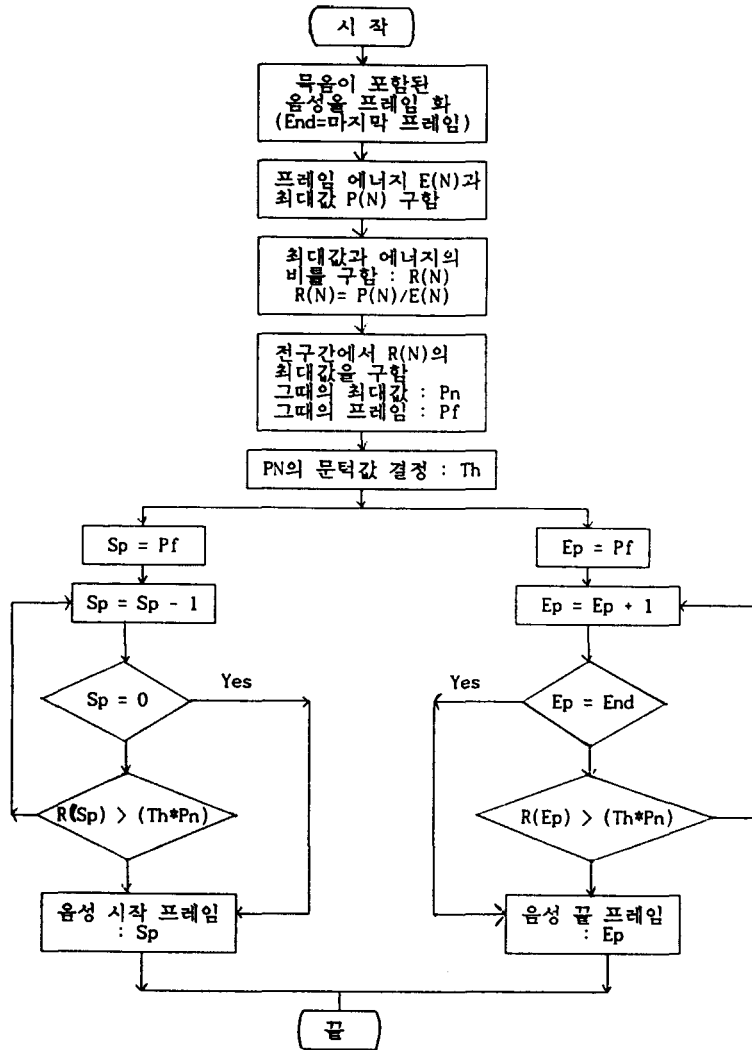 시 작
묵음이 포함된
음성을 프레임 화
(End=마지막 프레임)
프레임 에너지 E(N)과
최대값 P(N) 구함
최대값과 에너지의
비를 구함 : R(N)
R(N)= P(N)/E(N)
전구간에서 R(N)의
최대값을 구함
그때의 최대값 : Pn
그때의 프레임 : Pf
PN의 문턱값 결정 : Th
Sp = Pf
Sp = Sp - 1
Sp = 0
Yes
R(Sp) > (Th*Pn)
음성 시작 프레임
: Sp
Ep = Pf
Ep = Ep + 1
Ep = End
Yes
R(Ep) > (Th*Pn)
음성 끝 프레임
: Ep
끝